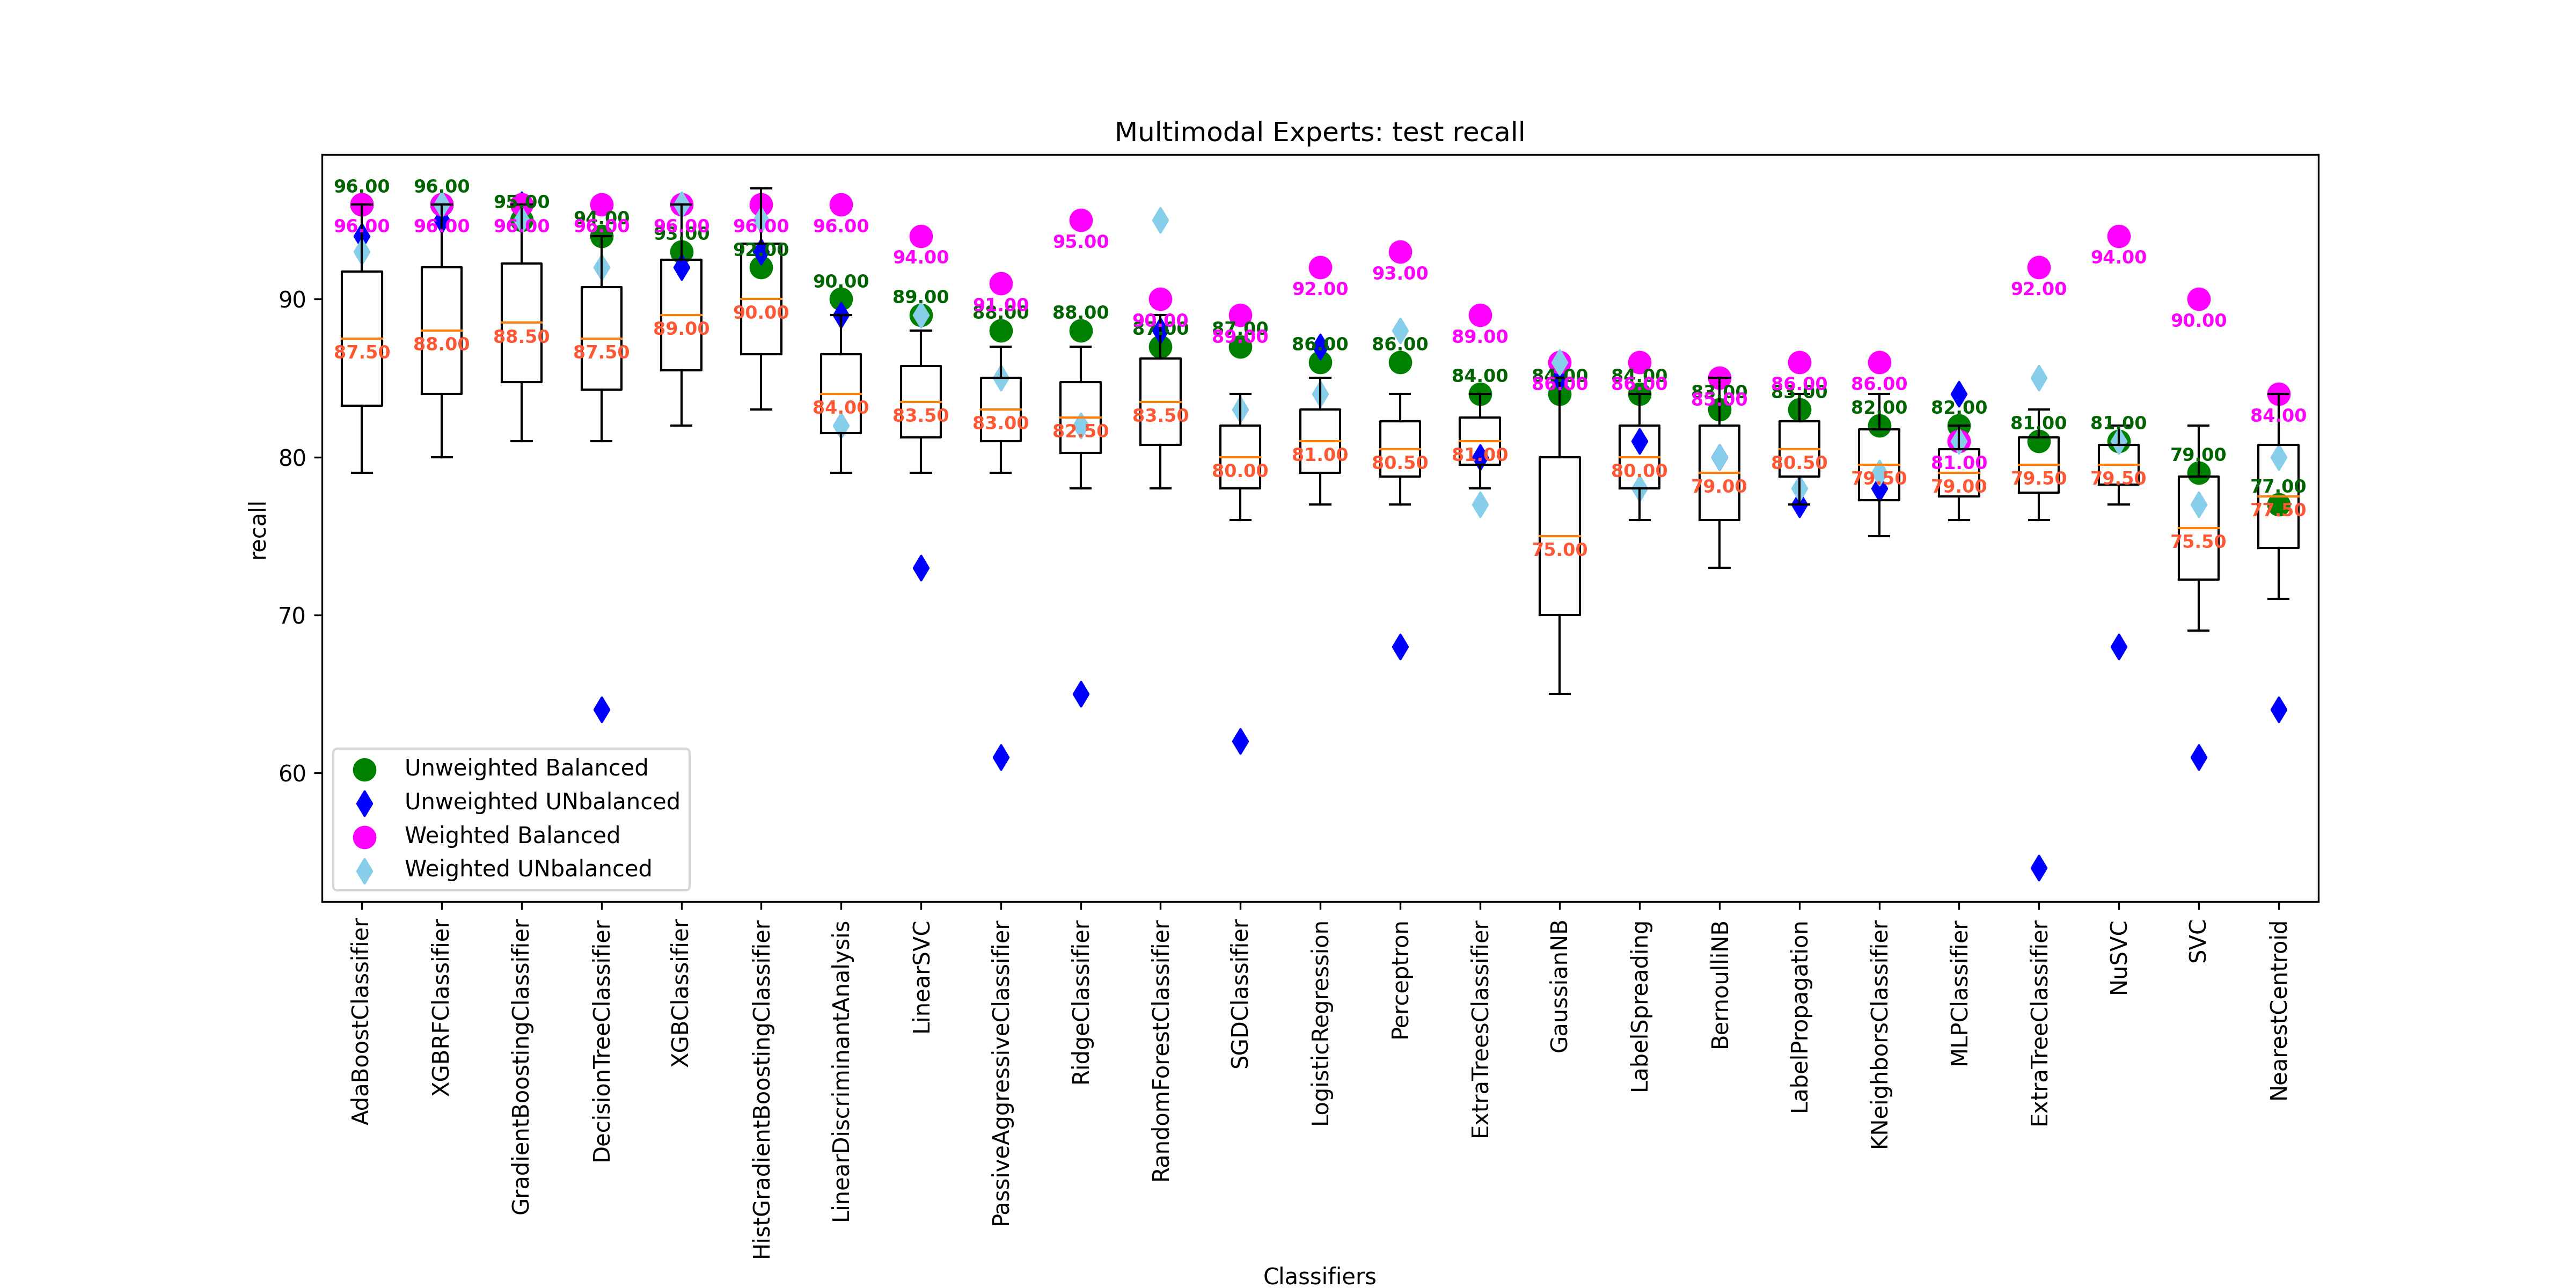 Multimodal Experts: test recall
96.00 96.00 95.00 94.00 93.00 92.00 90.00 89.00 88.00 88.00 87.00 87.00 86.00 86.00 84.00 84.00 84.00 83.00 83.00 82.00 82.00 81.00 81.00 79.00 77.00
96.00 96.00 96.00 96.00 96.00 96.00 96.00 94.00 91.00 95.00 90.00 89.00 92.00 93.00 89.00 86.00 86.00 85.00 86.00 86.00 81.00 92.00 94.00 90.00 84.00
87.50 88.00 88.50 87.50 89.00 90.00 84.00 83.50 83.00 82.50 83.50 80.00 81.00 80.50 81.00 75.00 80.00 79.00 80.50 79.50 79.00 79.50 79.50 75.50 77.50
90
80
70
60
recall
Unweighted Balanced
Unweighted UNbalanced
Weighted Balanced
Weighted UNbalanced
AdaBoostClassifier
XGBRFClassifier
GradientBoostingClassifier
DecisionTreeClassifier
XGBClassifier
HistGradientBoostingClassifier
LinearDiscriminantAnalysis
LinearSVC
PassiveAggressiveClassifier
RidgeClassifier
RandomForestClassifier
SGDClassifier
LogisticRegression
Perceptron
ExtraTreesClassifier
GaussianNB
LabelSpreading
BernoulliNB
LabelPropagation
KNeighborsClassifier
MLPClassifier
ExtraTreeClassifier
NuSVC
SVC
NearestCentroid
Classifiers